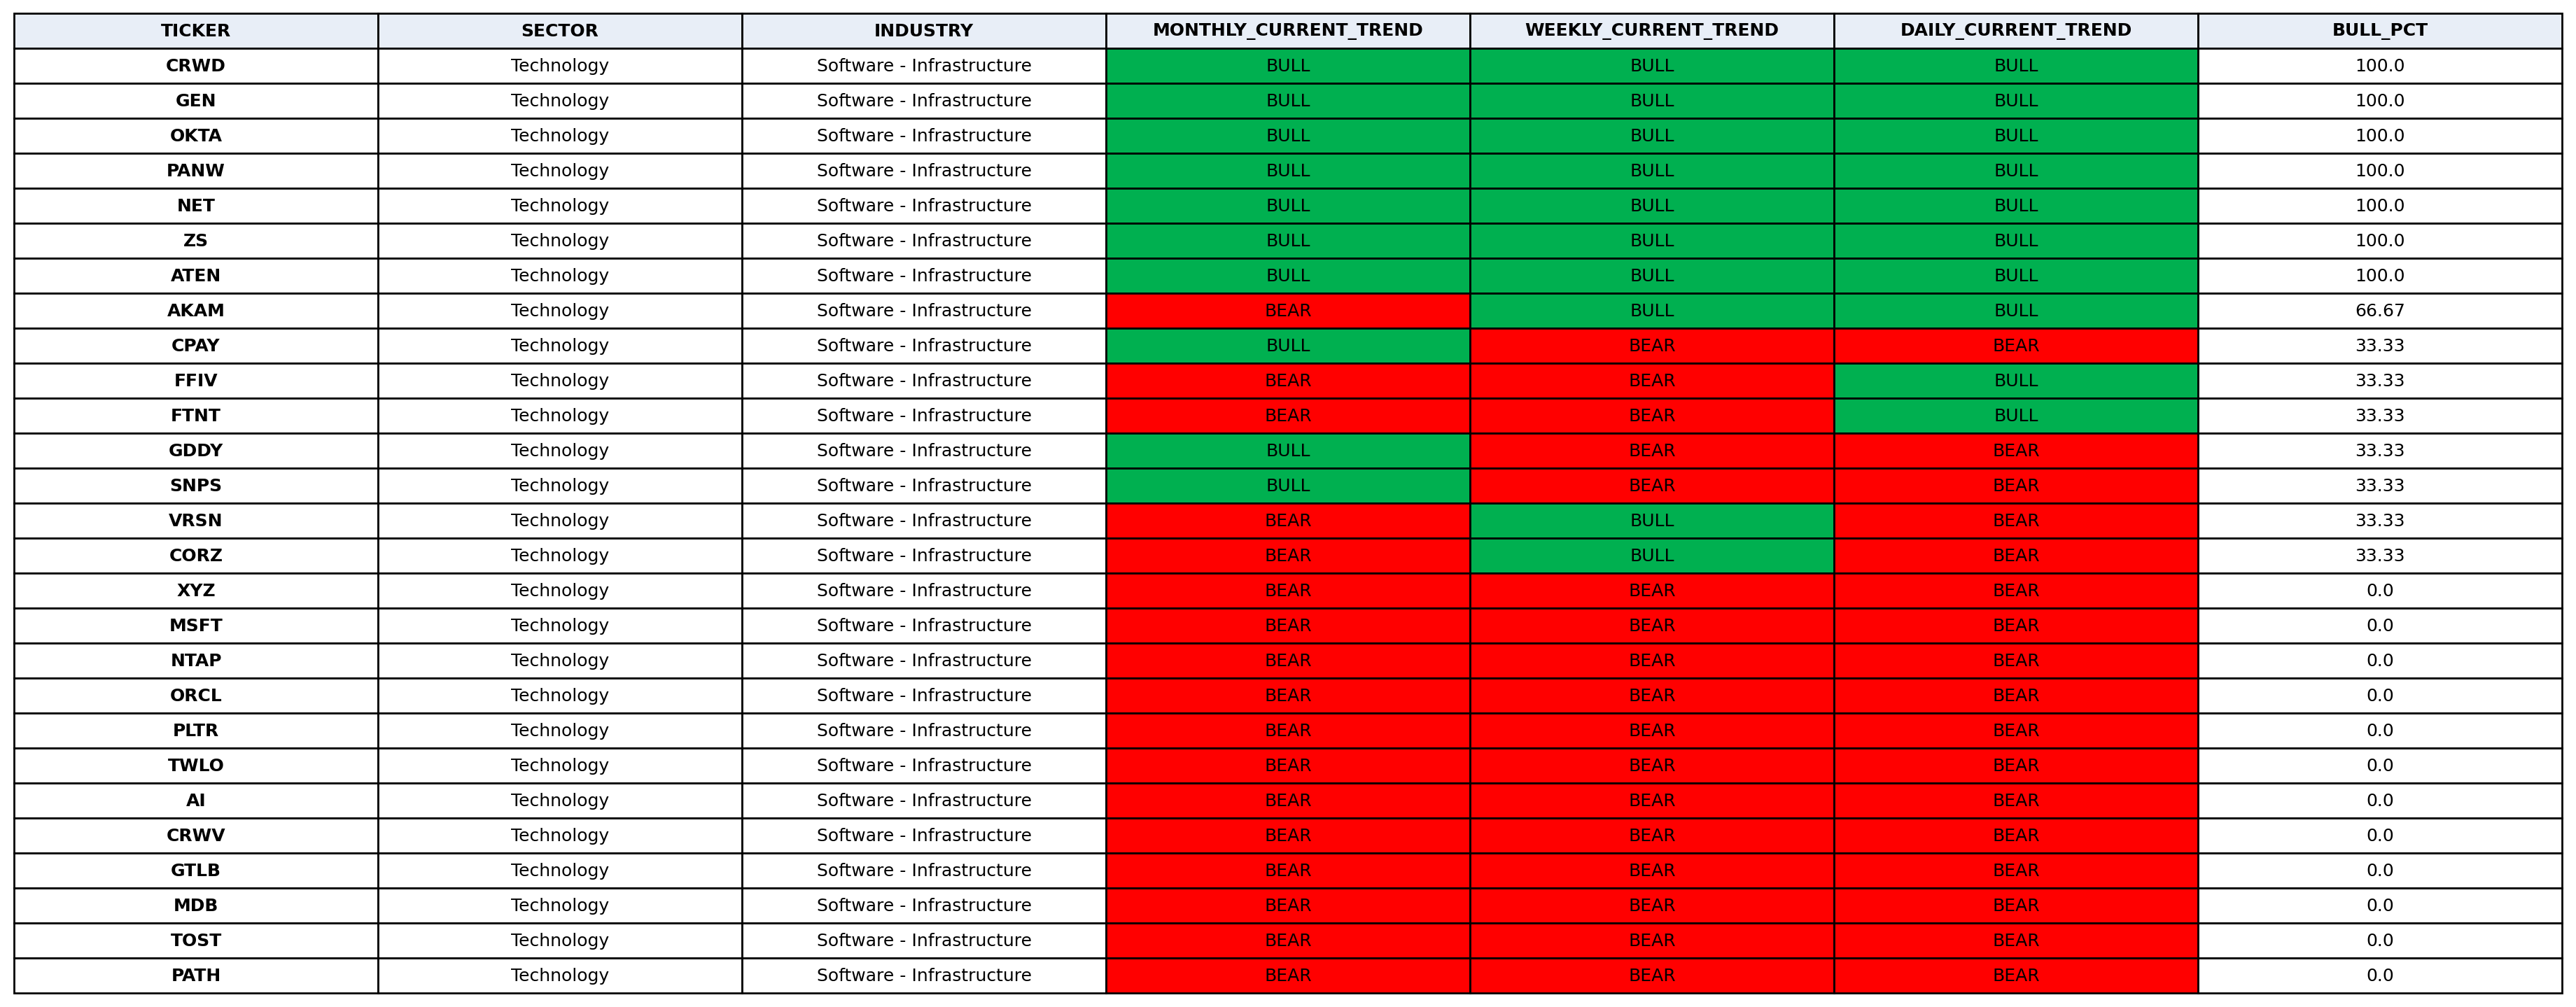 TICKER SECTOR INDUSTRY MONTHLY_CURRENT_TREND WEEKLY_CURRENT_TREND DAILY_CURRENT_TREND BULL_PCT
CRWD Technology Software - Infrastructure BULL BULL BULL 100.0
GEN Technology Software - Infrastructure BULL BULL BULL 100.0
OKTA Technology Software - Infrastructure BULL BULL BULL 100.0
PANW Technology Software - Infrastructure BULL BULL BULL 100.0
NET Technology Software - Infrastructure BULL BULL BULL 100.0
ZS Technology Software - Infrastructure BULL BULL BULL 100.0
ATEN Technology Software - Infrastructure BULL BULL BULL 100.0
AKAM Technology Software - Infrastructure BEAR BULL BULL 66.67
CPAY Technology Software - Infrastructure BULL BEAR BEAR 33.33
FFIV Technology Software - Infrastructure BEAR BEAR BULL 33.33
FTNT Technology Software - Infrastructure BEAR BEAR BULL 33.33
GDDY Technology Software - Infrastructure BULL BEAR BEAR 33.33
SNPS Technology Software - Infrastructure BULL BEAR BEAR 33.33
VRSN Technology Software - Infrastructure BEAR BULL BEAR 33.33
CORZ Technology Software - Infrastructure BEAR BULL BEAR 33.33
XYZ Technology Software - Infrastructure BEAR BEAR BEAR 0.0
MSFT Technology Software - Infrastructure BEAR BEAR BEAR 0.0
NTAP Technology Software - Infrastructure BEAR BEAR BEAR 0.0
ORCL Technology Software - Infrastructure BEAR BEAR BEAR 0.0
PLTR Technology Software - Infrastructure BEAR BEAR BEAR 0.0
TWLO Technology Software - Infrastructure BEAR BEAR BEAR 0.0
AI Technology Software - Infrastructure BEAR BEAR BEAR 0.0
CRWV Technology Software - Infrastructure BEAR BEAR BEAR 0.0
GTLB Technology Software - Infrastructure BEAR BEAR BEAR 0.0
MDB Technology Software - Infrastructure BEAR BEAR BEAR 0.0
TOST Technology Software - Infrastructure BEAR BEAR BEAR 0.0
PATH Technology Software - Infrastructure BEAR BEAR BEAR 0.0